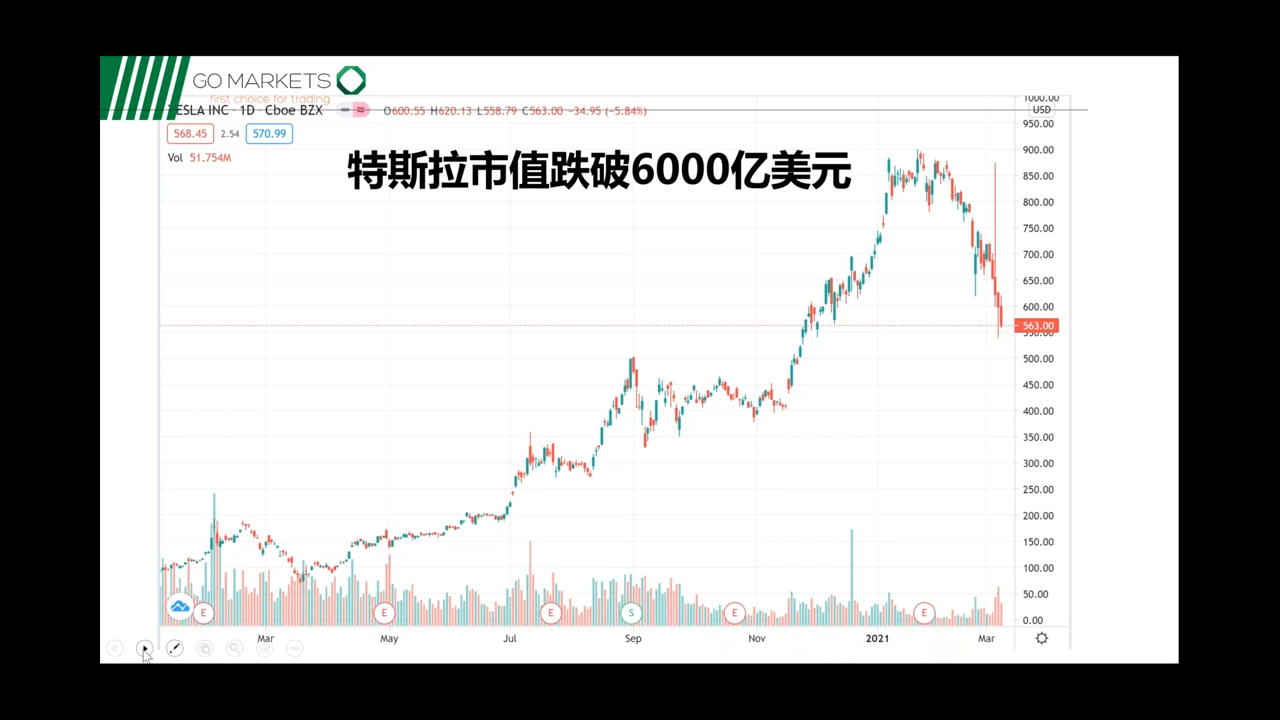 GO MARKETS
first choice for trading
TESLA INC · 1D · Cboe BZX O600.55 H620.13 L558.79 C563.00 −34.95 (−5.84%)
568.45 2.54 570.99
Vol 51.754M
特斯拉市值跌破6000亿美元
1000.00
USD
950.00
900.00
850.00
800.00
750.00
700.00
650.00
600.00
563.00
550.00
500.00
450.00
400.00
350.00
300.00
250.00
200.00
150.00
100.00
50.00
0.00
E E E S E E
Mar May Jul Sep Nov 2021 Mar